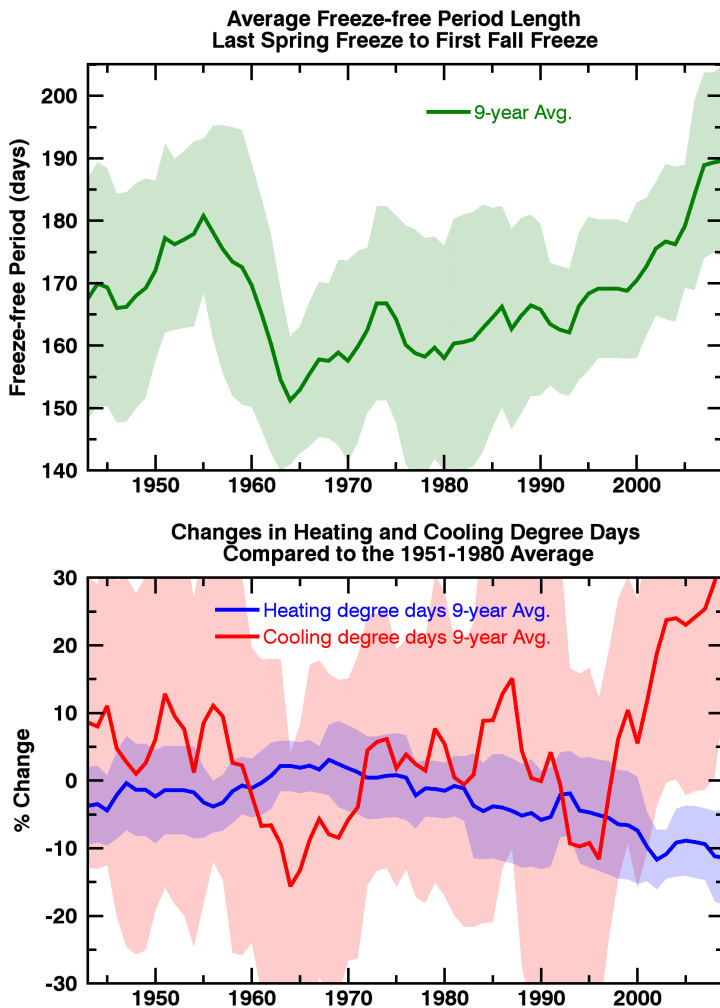 Average Freeze-free Period Length
Last Spring Freeze to First Fall Freeze
Freeze-free Period (days)
200
190
180
170
160
150
140
9-year Avg.
1950 1960 1970 1980 1990 2000
Changes in Heating and Cooling Degree Days
Compared to the 1951-1980 Average
% Change
30
20
10
0
-10
-20
-30
Heating degree days 9-year Avg.
Cooling degree days 9-year Avg.
1950 1960 1970 1980 1990 2000